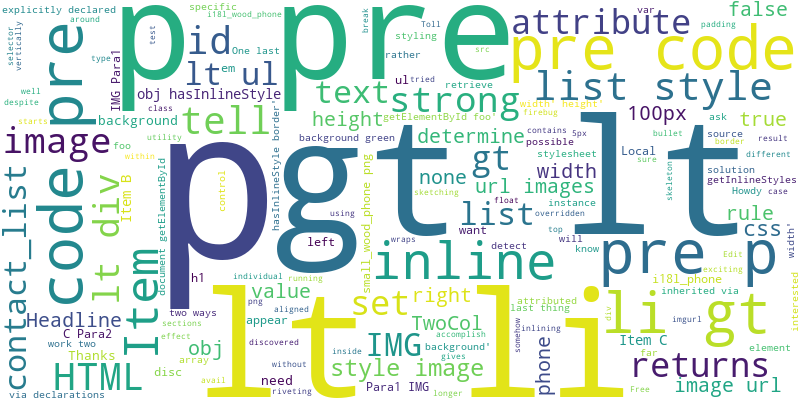 explicitly declared
specific
i18l_wood_phone
pre
attribute
var
false
padding
around
selector
vertically
pre
p
id
lt ul
One last
em
break
Toll
styling
rather
src
pre code
type
test
IMG Para1
obj hasInlineStyle
ul
tried
retrieve
list style
well
despite
image
background
class
text
strong
width' height'
firebug
100px
ask
true
starts
foo
tell
height
getElementById foo'
determine
contains 5px
possible
bullet
source
border
result
different
code
utility
p
background green
gt
stylesheet
Local
sure
solution
getInlineStyles
contact_list
lt div
Item B
within
document getElementById
control
hasInlineStyle border'
pgt
none
url images
width
lt
skeleton
Howdy case
sketching
float
instance
overridden
rule
using
left
small_wood_phone png
wraps
list
want
top
detect
will
know
css
width'
Item
h1
inline
pre p
Edit
exciting
interested
Headline
C Para2
value
individual running
set
right
last thing
attributed
i18l_phone
inherited via
two ways
sections
png
aligned
lt
li
TwoCol
accomplish
somehow
inlining
div
imgurl
li gt
Thanks
work two
effect
array
appear
obj
discovered
background'
IMG
gives
phone
far
Item C
element
HTML
disc
need
without
inside
style image
returns
via declarations
avail
riveting
Para1 IMG
longer
Free
image url